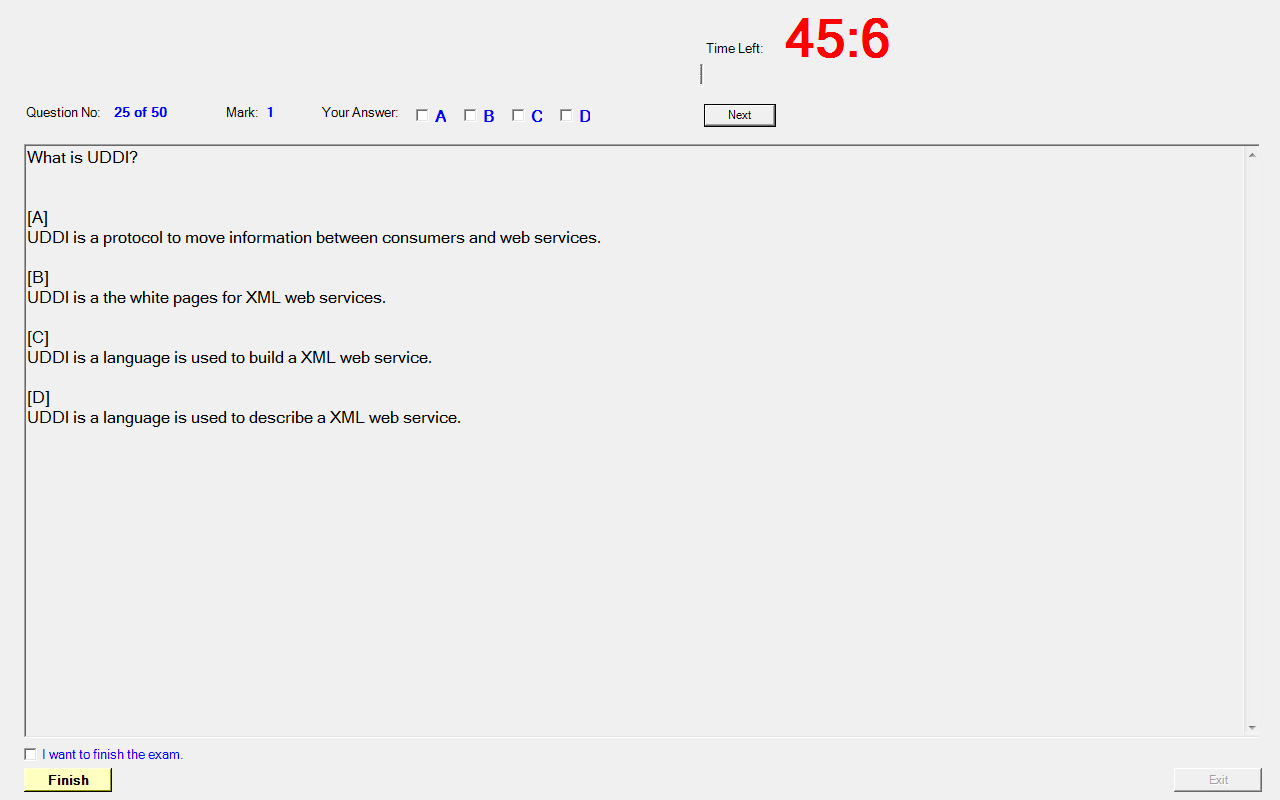 Time Left: 45:6
Question No: 25 of 50 Mark: 1 Your Answer: A B C D Next
What is UDDI?
[A]
UDDI is a protocol to move information between consumers and web services.
[B]
UDDI is a the white pages for XML web services.
[C]
UDDI is a language is used to build a XML web service.
[D]
UDDI is a language is used to describe a XML web service.
I want to finish the exam.
Finish Exit